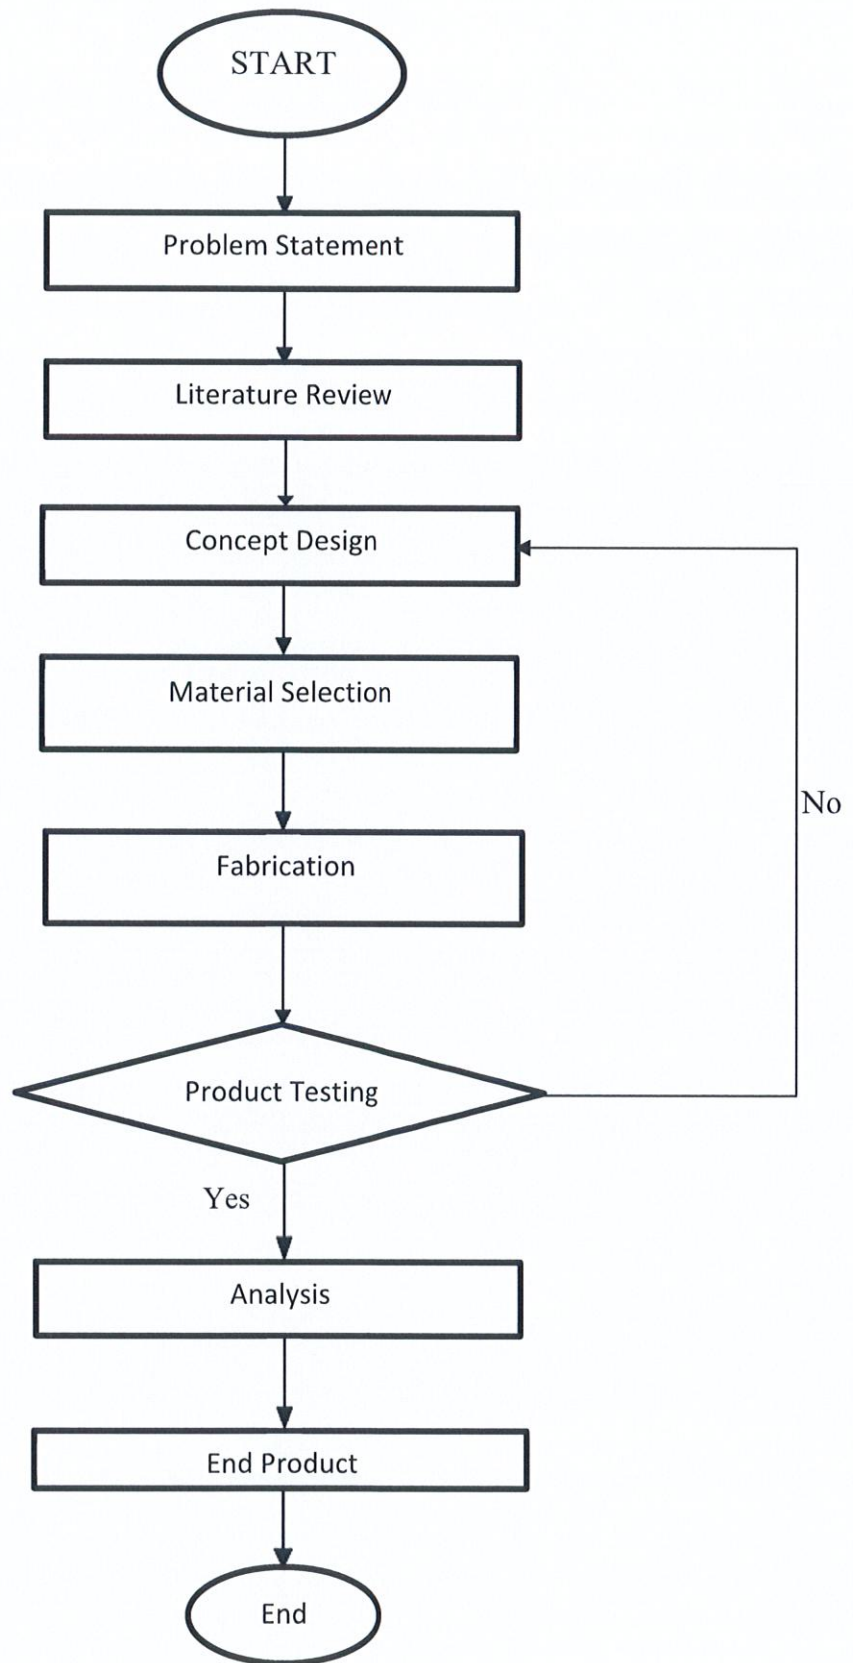 START
Problem Statement
Literature Review
Concept Design
Material Selection
No
Fabrication
Product Testing
Yes
Analysis
End Product
End